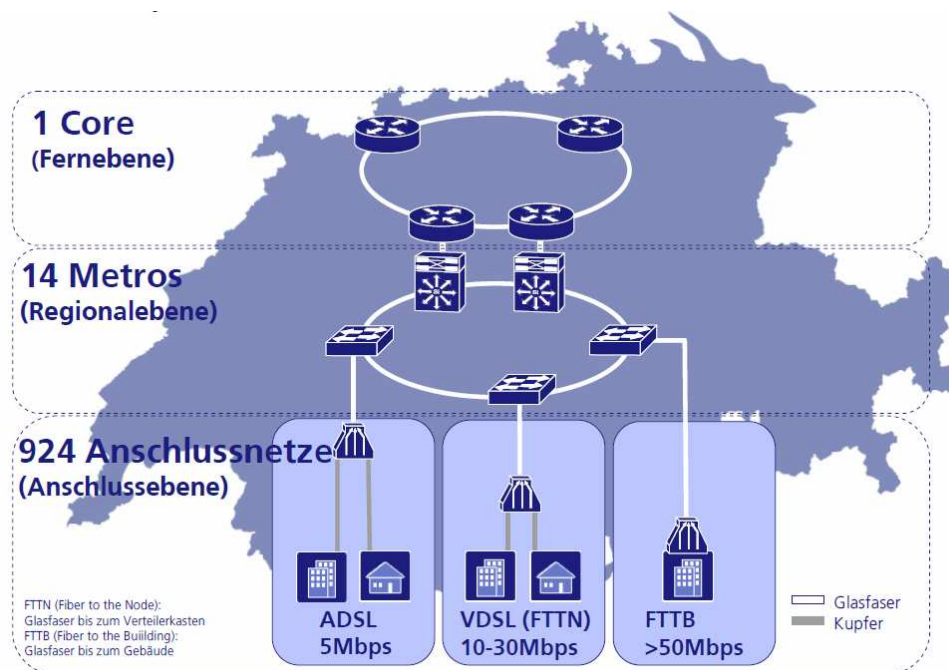 1 Core
(Fernebene)
14 Metros
(Regionalebene)
924 Anschlussnetze
(Anschlussebene)
ADSL
5Mbps
VDSL (FTTN)
10-30Mbps
FTTB
>50Mbps
FTTN (Fiber to the Node):
Glasfaser bis zum Verteilerkasten
FTTB (Fiber to the Buiilding):
Glasfaser bis zum Gebäude
Glasfaser
Kupfer